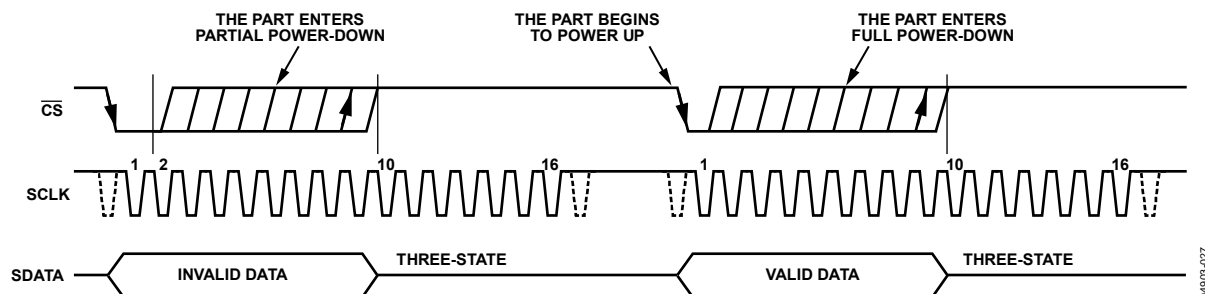 THE PART ENTERS
PARTIAL POWER-DOWN
THE PART BEGINS
TO POWER UP
THE PART ENTERS
FULL POWER-DOWN
CS
1 2 10 16 1 10 16
SCLK
SDATA INVALID DATA THREE-STATE VALID DATA THREE-STATE